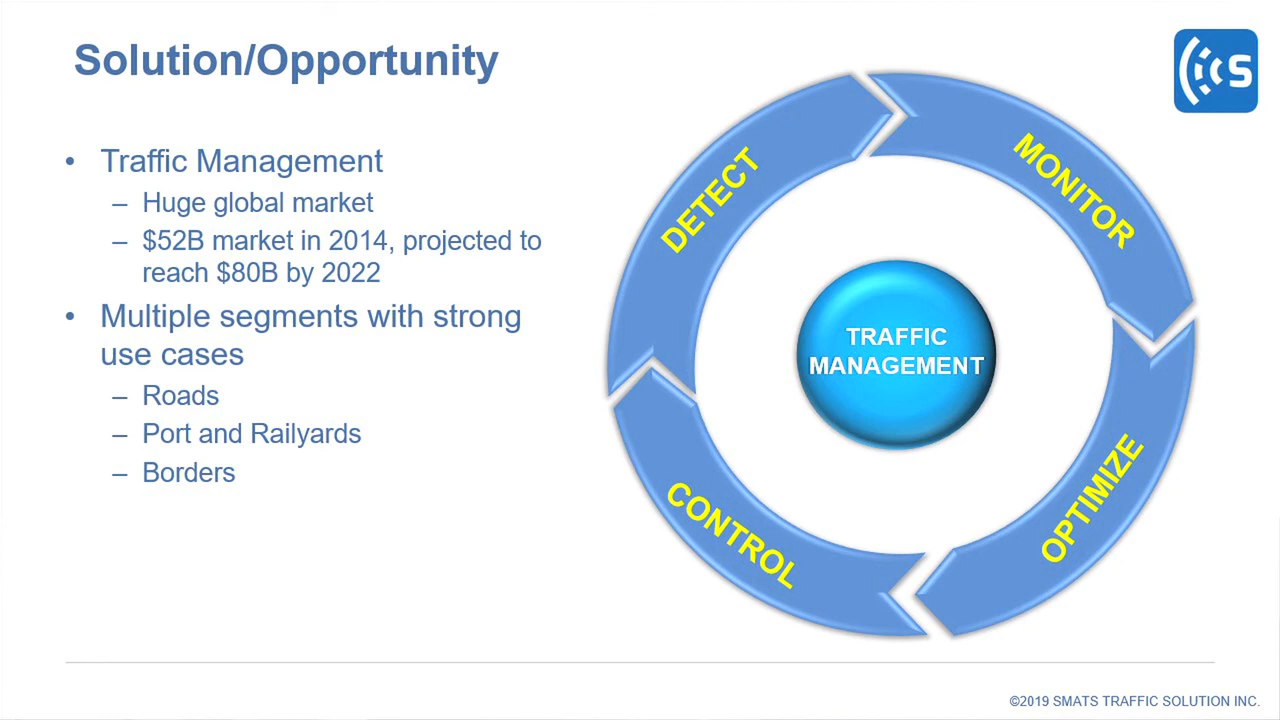 Solution/Opportunity
S
• Traffic Management
– Huge global market
– $52B market in 2014, projected to
reach $80B by 2022
• Multiple segments with strong
use cases
– Roads
– Port and Railyards
– Borders
DETECT
MONITOR
TRAFFIC
MANAGEMENT
OPTIMIZE
CONTROL
©2019 SMATS TRAFFIC SOLUTION INC.